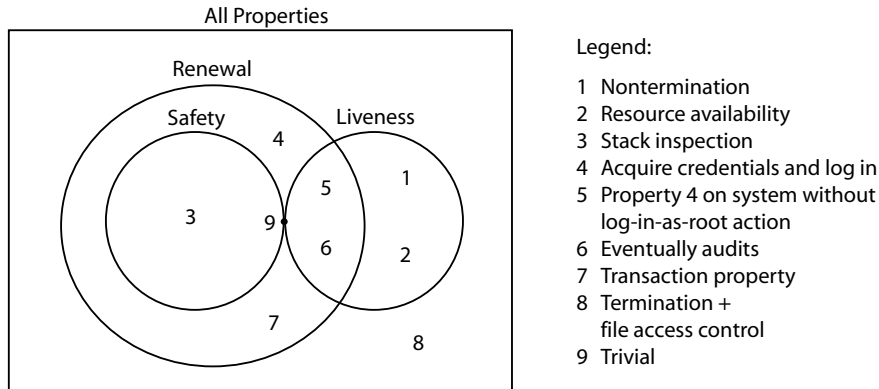 All Properties
Renewal
Safety
Liveness
4
5
1
3
9
6
2
7
8
Legend:
1 Nontermination
2 Resource availability
3 Stack inspection
4 Acquire credentials and log in
5 Property 4 on system without
log-in-as-root action
6 Eventually audits
7 Transaction property
8 Termination +
file access control
9 Trivial